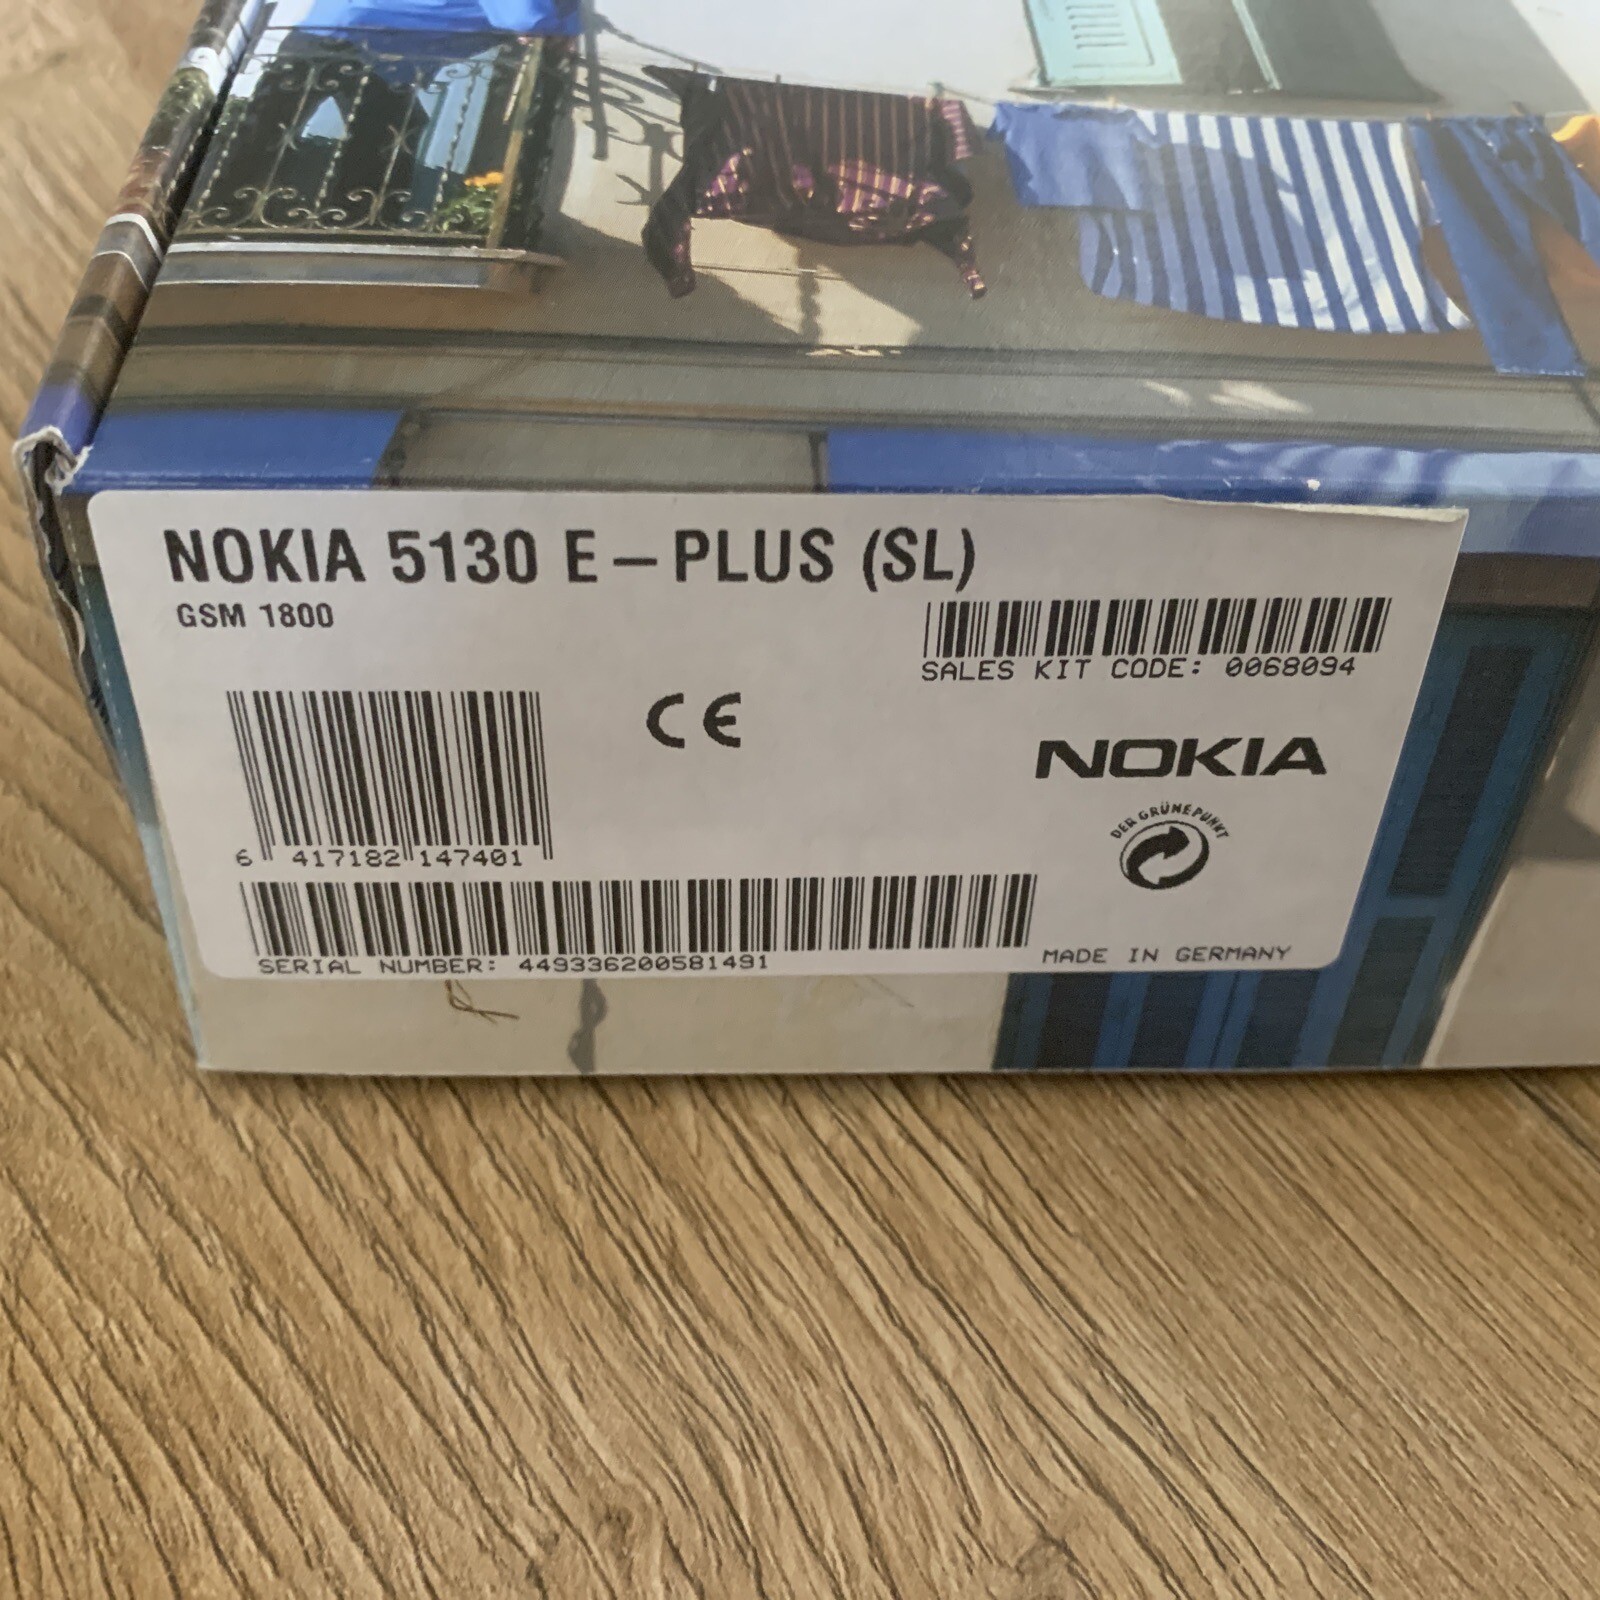 NOKIA 5130 E – PLUS (SL)
GSM 1800
SALES KIT CODE: 0068094
CE
NOKIA
6 417182 147401
DER GRÜNE PUNKT
SERIAL NUMBER: 449336200581491
MADE IN GERMANY